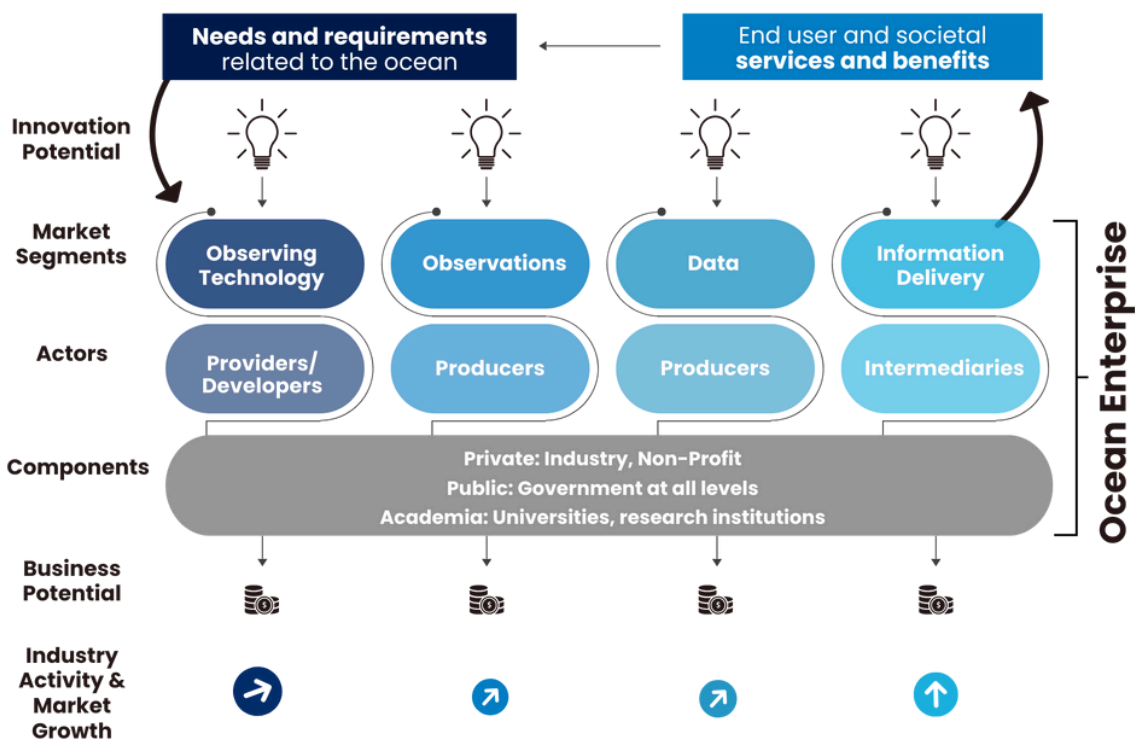 Needs and requirements
related to the ocean
End user and societal
services and benefits
Innovation
Potential
Market
Segments
Observing
Technology
Observations
Data
Information
Delivery
Actors
Providers/
Developers
Producers
Producers
Intermediaries
Components
Private: Industry, Non-Profit
Public: Government at all levels
Academia: Universities, research institutions
Ocean Enterprise
Business
Potential
$
$
$
$
Industry
Activity &
Market
Growth